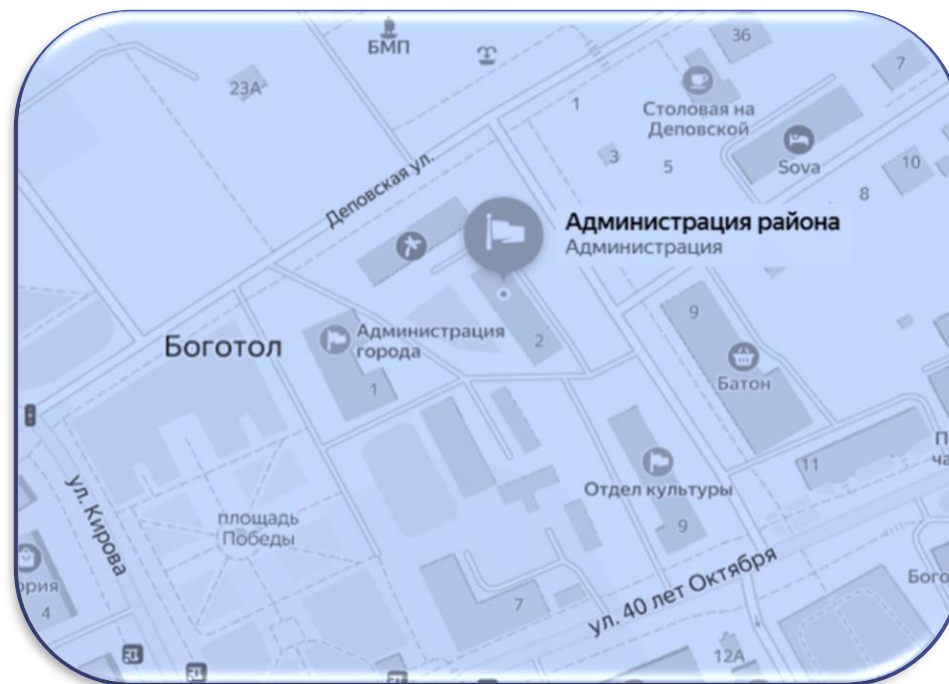 БМП
36
7
23А
Столовая на
Деповской
1
Sova
3
5
10
8
Деповская ул.
Администрация района
Администрация
9
Администрация
города
2
Боготол
Батон
1
11
ул. Кирова
Отдел культуры
площадь
Победы
9
ул. 40 лет Октября
4
7
12А